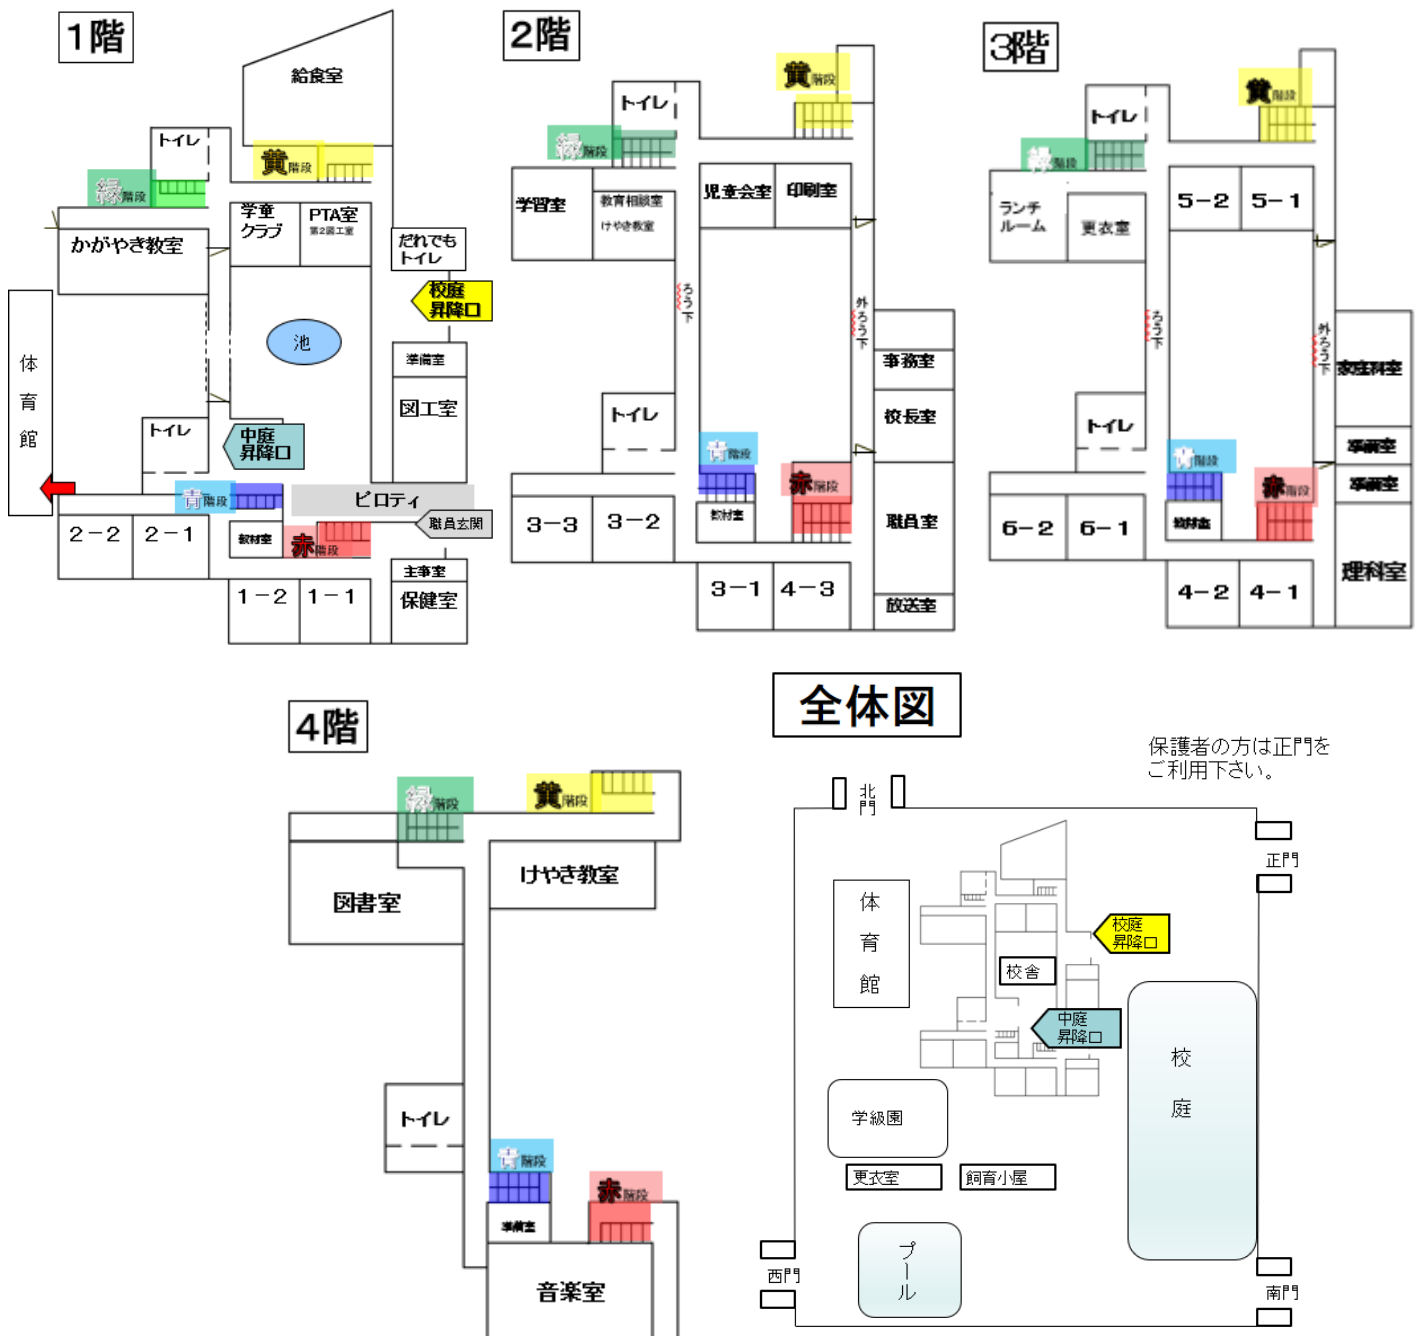 1階
給食室
トイレ
黄階段
緑階段
学童
クラブ
PTA室
第2図工室
かがやき教室
だれでも
トイレ
校庭
昇降口
池
体
育
館
準備室
図工室
トイレ
中庭
昇降口
青階段
ピロティ
職員玄関
2-2
2-1
教材室
赤階段
主事室
保健室
1-2
1-1
2階
黄階段
トイレ
緑階段
学習室
教育相談室
けやき教室
児童会室
印刷室
ろう下
外ろう下
事務室
校長室
トイレ
青階段
赤階段
3-3
3-2
教材室
職員室
3-1
4-3
放送室
3階
黄階段
トイレ
緑階段
ランチ
ルーム
更衣室
5-2
5-1
ろう下
外ろう下
家庭科室
トイレ
準備室
青階段
準備室
赤階段
6-2
6-1
教材室
理科室
4-2
4-1
4階
緑階段
黄階段
図書室
けやき教室
トイレ
青階段
赤階段
準備室
音楽室
全体図
保護者の方は正門を
ご利用下さい。
北門
正門
体
育
館
校庭
昇降口
校舎
中庭
昇降口
校
庭
学級園
更衣室
飼育小屋
プール
西門
南門